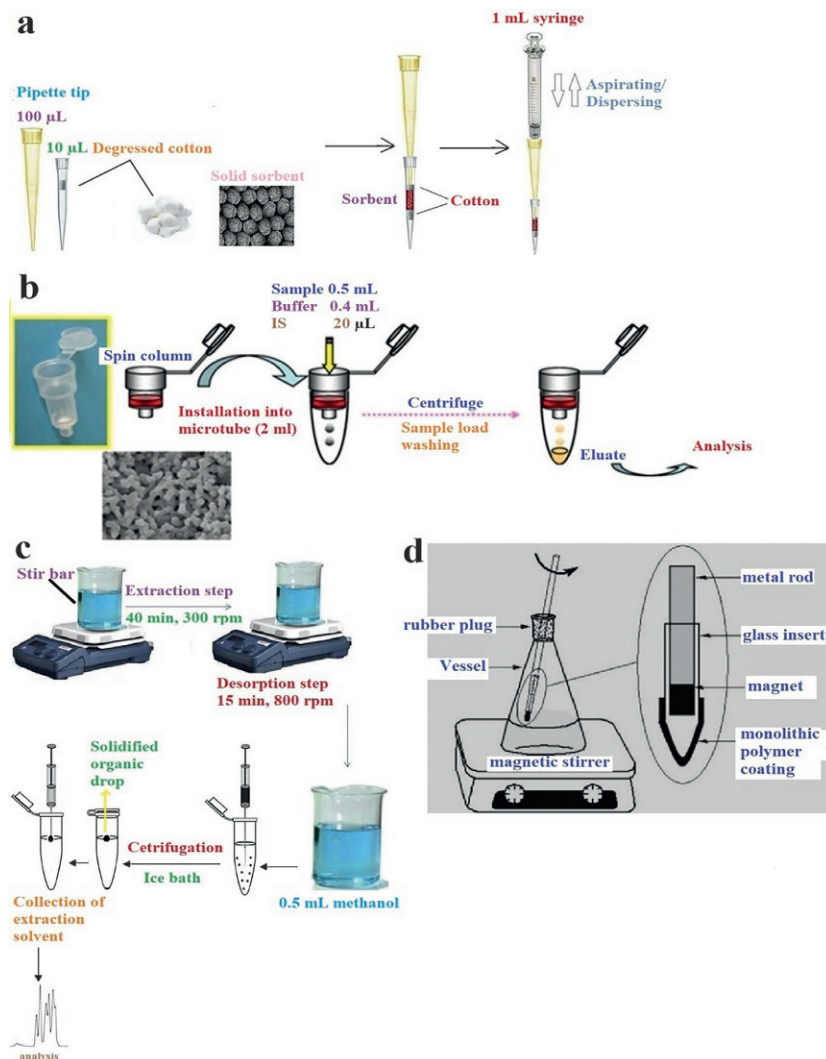 a
1 mL syringe
Aspirating/
Dispersing
Pipette tip
100 µL
10 µL
Degressed cotton
Solid sorbent
Sorbent
Cotton
b
Sample 0.5 mL
Buffer 0.4 mL
IS 20 µL
Spin column
Installation into
microtube (2 ml)
Centrifuge
Sample load
washing
Eluate
Analysis
c
Stir bar
Extraction step
40 min, 300 rpm
Desorption step
15 min, 800 rpm
Solidified
organic
drop
Cetrifugation
Ice bath
0.5 mL methanol
Collection of
extraction
solvent
analysis
d
metal rod
rubber plug
glass insert
Vessel
magnet
monolithic
polymer
coating
magnetic stirrer